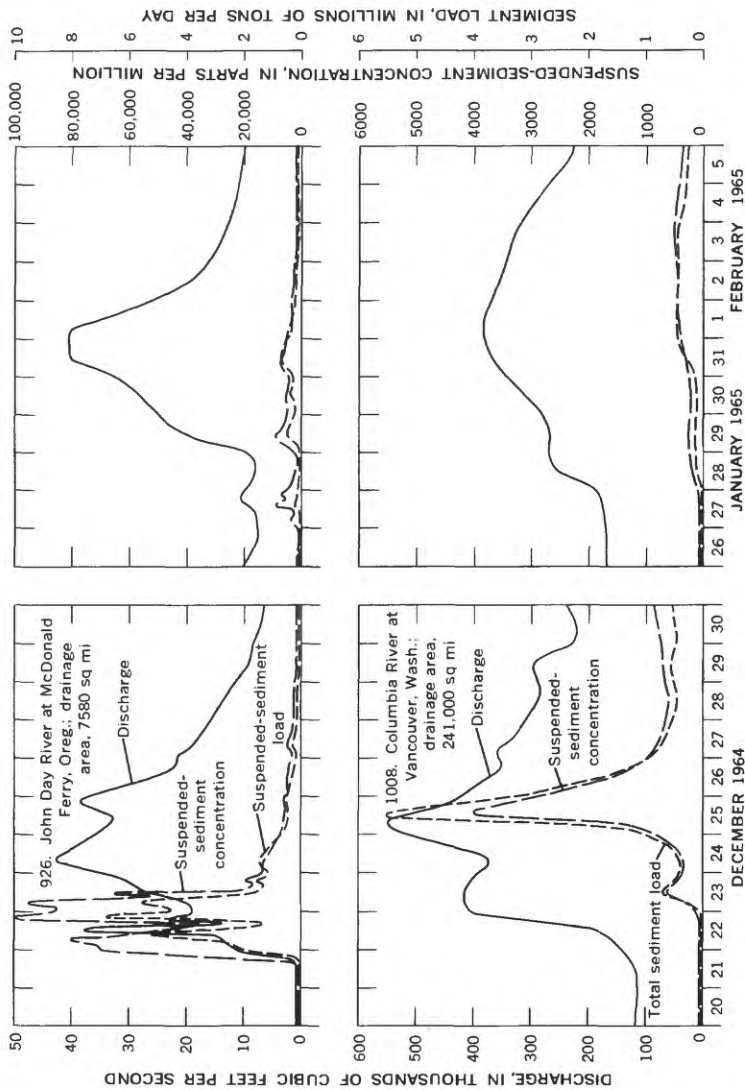 DISCHARGE, IN THOUSANDS OF CUBIC FEET PER SECOND
50
40
30
20
10
0
926. John Day River at McDonald
Ferry, Oreg.; drainage
area, 7580 sq mi
Discharge
Suspended-
sediment
concentration
Suspended-sediment
load
100,000
80,000
60,000
40,000
20,000
0
10
8
6
4
2
0
SUSPENDED-SEDIMENT CONCENTRATION, IN PARTS PER MILLION
SEDIMENT LOAD, IN MILLIONS OF TONS PER DAY
600
500
400
300
200
100
0
1008. Columbia River at
Vancouver, Wash.;
drainage area,
241,000 sq mi
Discharge
Suspended-
sediment
concentration
Total sediment load
6000
5000
4000
3000
2000
1000
0
6
5
4
3
2
1
0
20 21 22 23 24 25 26 27 28 29 30
DECEMBER 1964
26 27 28 29 30 31 1 2 3 4 5
JANUARY 1965
FEBRUARY 1965